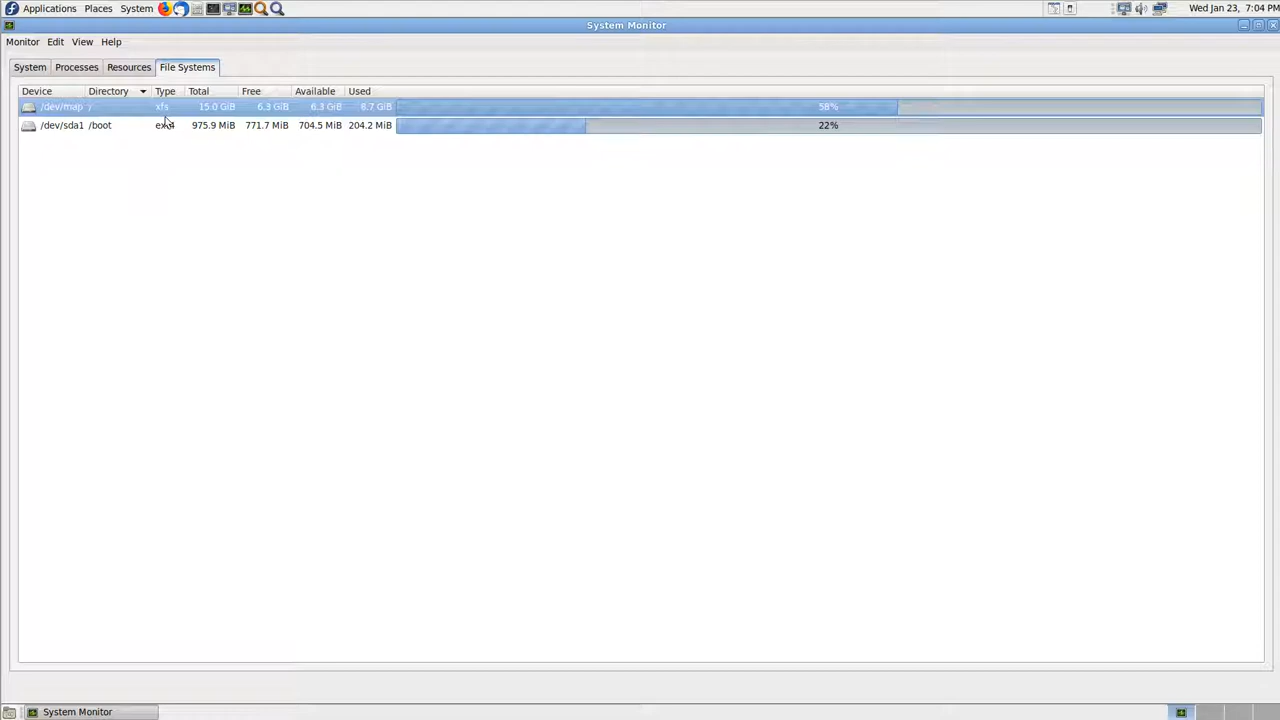 Applications Places System Wed Jan 23, 7:04 PM
System Monitor
Monitor Edit View Help
System Processes Resources File Systems
Device Directory Type Total Free Available Used
/dev/map / xfs 15.0 GiB 6.3 GiB 6.3 GiB 8.7 GiB 58%
/dev/sda1 /boot ext4 975.9 MiB 771.7 MiB 704.5 MiB 204.2 MiB 22%
System Monitor